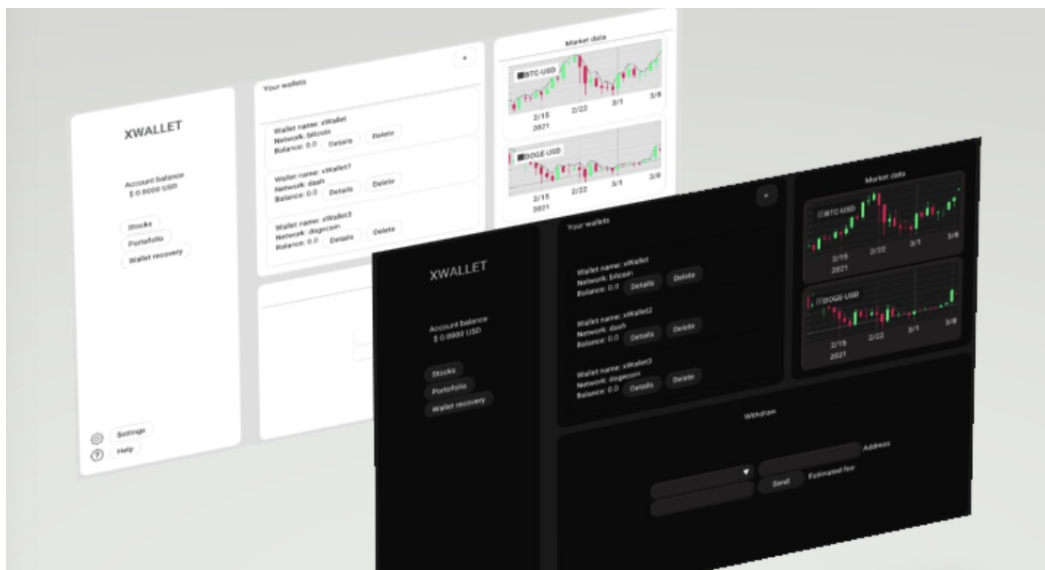 XWALLET
Account balance
$ 0.0000 USD
Stocks
Portofolio
Wallet recovery
Settings
Help
Your wallets
+
Wallet name: xWallet
Network: bitcoin
Balance: 0.0 Details Delete
Wallet name: xWallet2
Network: dash
Balance: 0.0 Details Delete
Wallet name: xWallet3
Network: dogecoin
Balance: 0.0 Details Delete
Market data
BTC-USD
2/15 2/22 3/1 3/8
2021
DOGE-USD
2/15 2/22 3/1 3/8
2021
XWALLET
Account balance
$ 0.0000 USD
Stocks
Portofolio
Wallet recovery
Your wallets
+
Wallet name: xWallet
Network: bitcoin
Balance: 0.0 Details Delete
Wallet name: xWallet2
Network: dash
Balance: 0.0 Details Delete
Wallet name: xWallet3
Network: dogecoin
Balance: 0.0 Details Delete
Market data
BTC-USD
2/15 2/22 3/1 3/8
2021
DOGE-USD
2/15 2/22 3/1 3/8
2021
Withdraw
Address
Send Estimated fee: